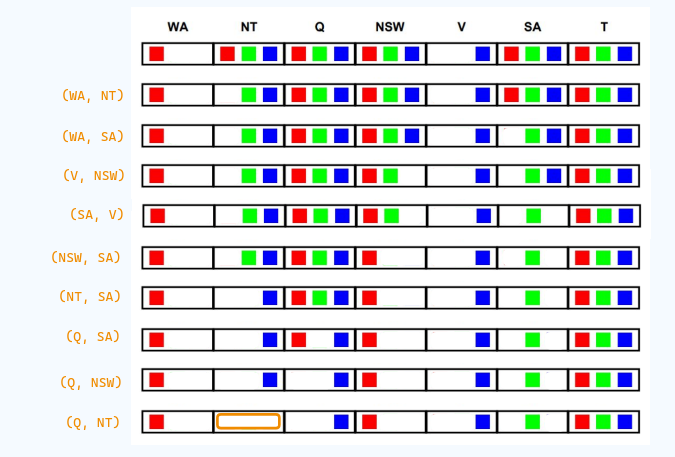 WA NT Q NSW V SA T
(WA, NT)
(WA, SA)
(V, NSW)
(SA, V)
(NSW, SA)
(NT, SA)
(Q, SA)
(Q, NSW)
(Q, NT)